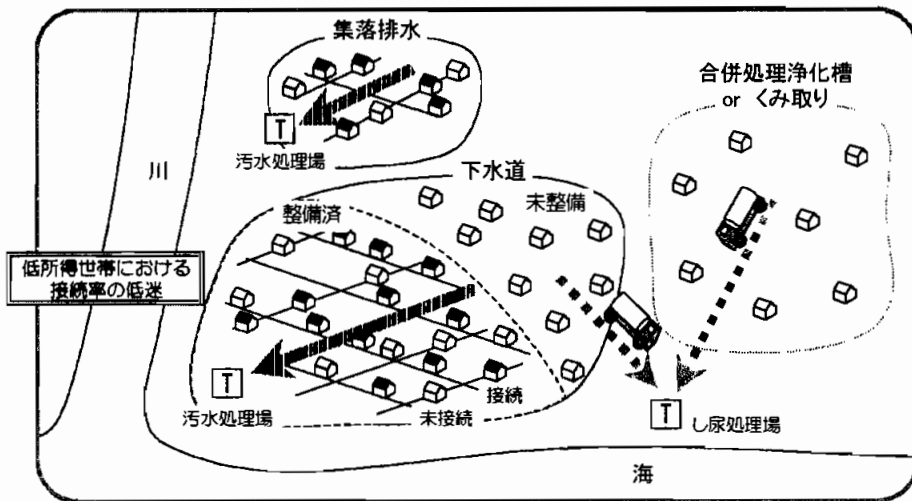 集落排水
合併処理浄化槽
or くみ取り
T
汚水処理場
川
下水道
整備済
未整備
低所得世帯における
接続率の低迷
T
汚水処理場
未接続
接続
T
し尿処理場
海